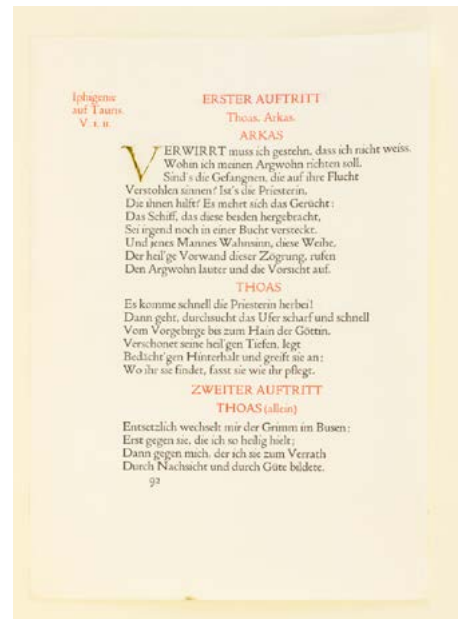 Iphigenie
auf Tauris.
V. I. II.
ERSTER AUFTRITT
Thoas. Arkas.
ARKAS
VERWIRRT muss ich gestehn, dass ich nicht weiss,
Wohin ich meinen Argwohn richten soll.
Sind's die Gefangnen, die auf ihre Flucht
Verstohlen sinnen? Ist's die Priesterin,
Die ihnen hilft? Es mehrt sich das Gerücht:
Das Schiff, das diese beiden hergebracht,
Sei irgend noch in einer Bucht versteckt.
Und jenes Mannes Wahnsinn, diese Weihe,
Der heil'ge Vorwand dieser Zögrung, rufen
Den Argwohn lauter und die Vorsicht auf.
THOAS
Es komme schnell die Priesterin herbei!
Dann geht, durchsucht das Ufer scharf und schnell
Vom Vorgebirge bis zum Hain der Göttin.
Verschonet seine heil'gen Tiefen, legt
Bedächt'gen Hinterhalt und greift sie an;
Wo ihr sie findet, fasst sie wie ihr pflegt.
ZWEITER AUFTRITT
THOAS (allein)
Entsetzlich wechselt mir der Grimm im Busen:
Erst gegen sie, die ich so heilig hielt;
Dann gegen mich, der ich sie zum Verrath
Durch Nachsicht und durch Güte bildete.
92